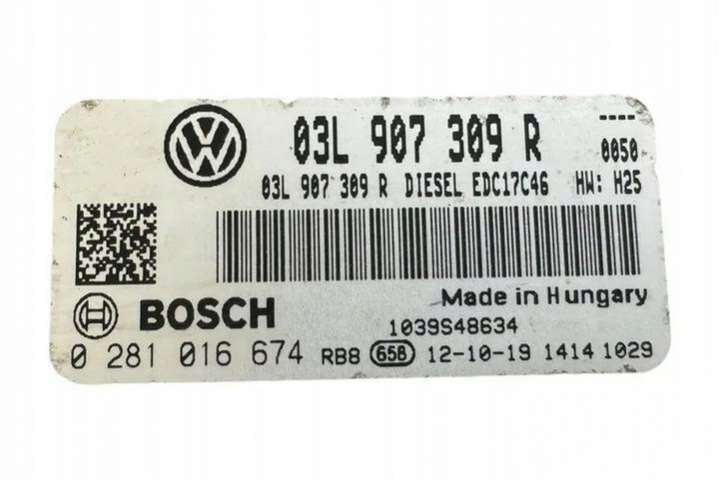 VW 03L 907 309 R ----
0050
03L 907 309 R DIESEL EDC17C46 HW: H25
Made in Hungary
BOSCH 1039S48634
0 281 016 674 RB8 658 12-10-19 1414 1029